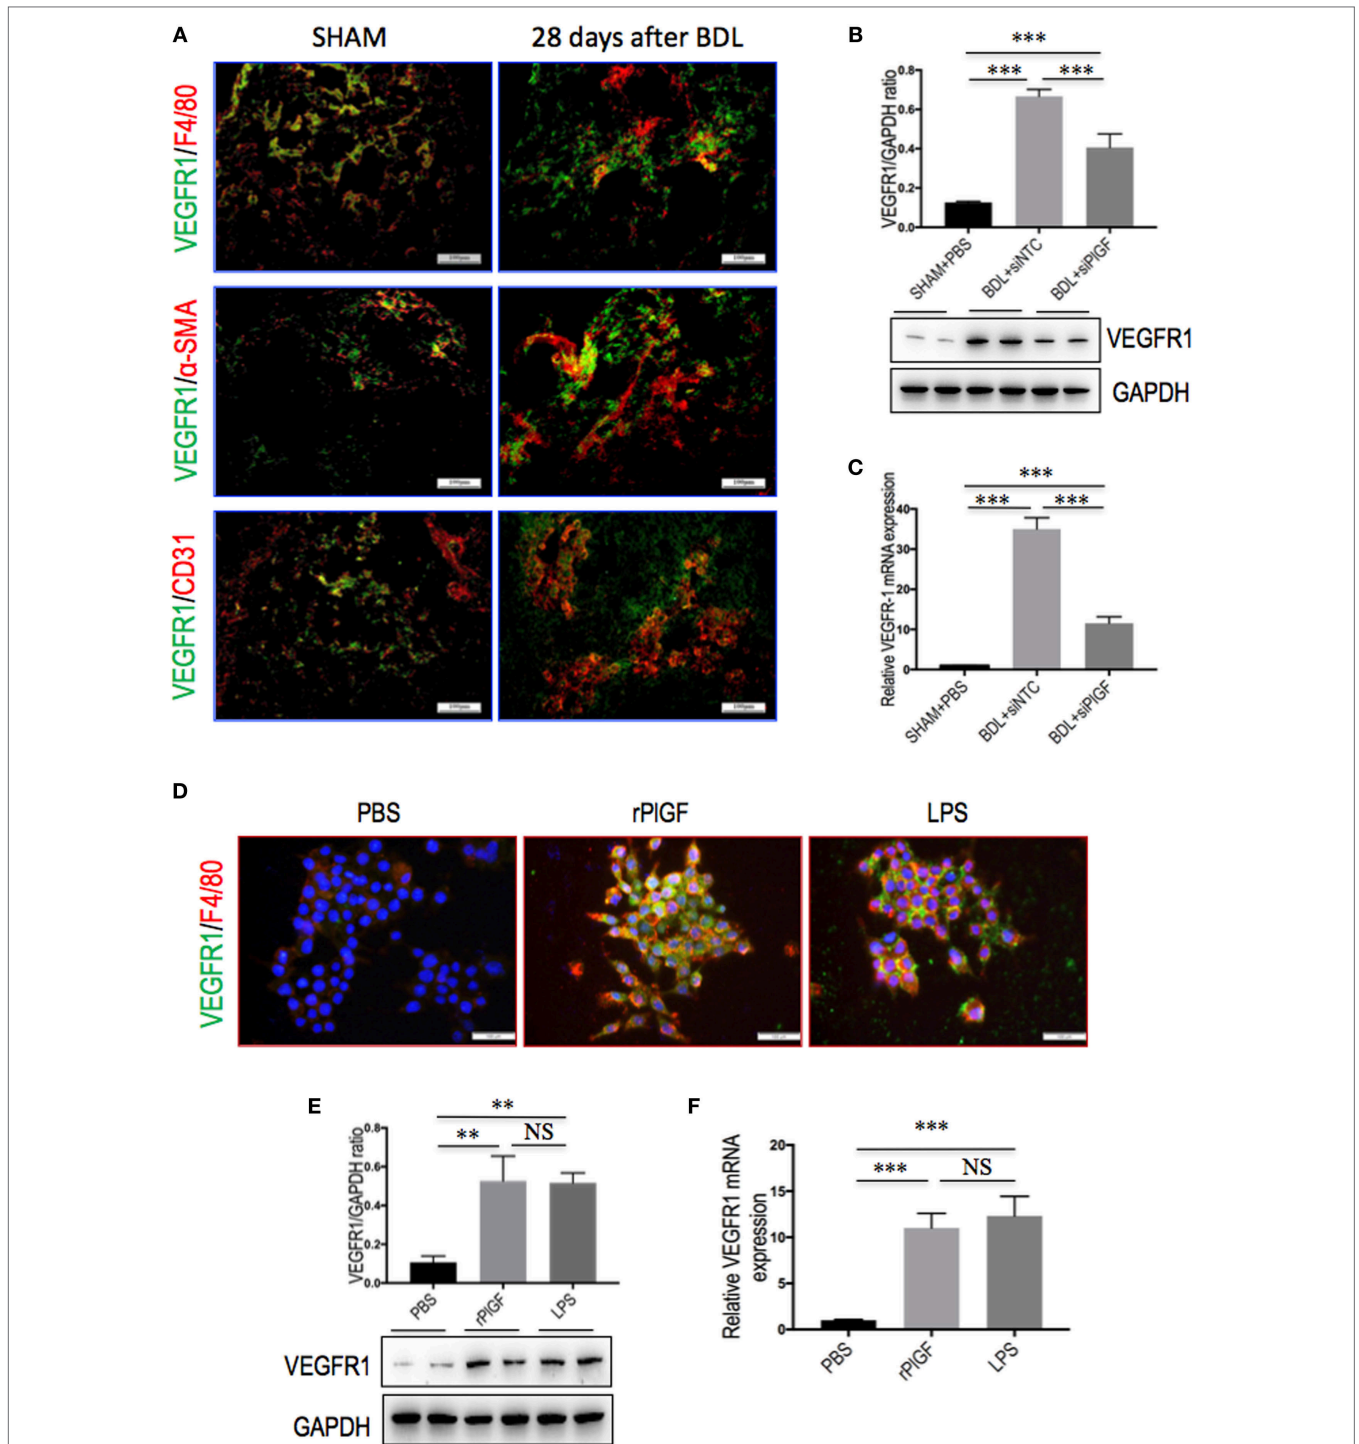 A
SHAM
28 days after BDL
VEGFR1/F4/80
VEGFR1/α-SMA
VEGFR1/CD31
B
***
*** ***
VEGFR1/GAPDH ratio
0.8
0.6
0.4
0.2
0.0
SHAM+PBS
BDL+siNTC
BDL+siPlGF
VEGFR1
GAPDH
C
***
*** ***
Relative VEGFR-1 mRNA expression
40
30
20
10
0
SHAM+PBS
BDL+siNTC
BDL+siPlGF
D
PBS
rPlGF
LPS
VEGFR1/F4/80
E
**
** NS
VEGFR1/GAPDH ratio
0.8
0.6
0.4
0.2
0.0
PBS
rPlGF
LPS
VEGFR1
GAPDH
F
***
*** NS
Relative VEGFR1 mRNA
expression
20
15
10
5
0
PBS
rPlGF
LPS